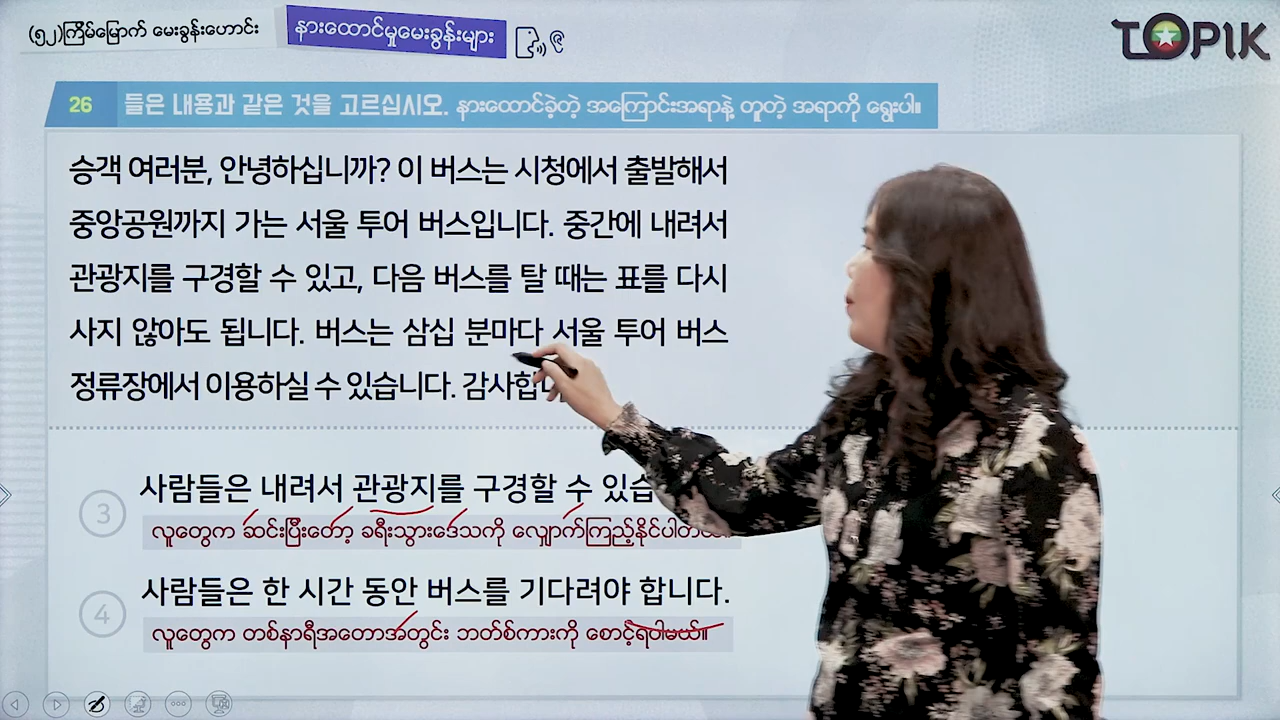 (၅၂)ကြိမ်မြောက် မေးခွန်းဟောင်း
နားထောင်မှုမေးခွန်းများ
TOPIK
26 들은 내용과 같은 것을 고르십시오. နားထောင်ခဲ့တဲ့ အကြောင်းအရာနဲ့ တူတဲ့ အရာကို ရွေးပါ။
승객 여러분, 안녕하십니까? 이 버스는 시청에서 출발해서
중앙공원까지 가는 서울 투어 버스입니다. 중간에 내려서
관광지를 구경할 수 있고, 다음 버스를 탈 때는 표를 다시
사지 않아도 됩니다. 버스는 삼십 분마다 서울 투어 버스
정류장에서 이용하실 수 있습니다. 감사합
3 사람들은 내려서 관광지를 구경할 수 있습
လူတွေက ဆင်းပြီးတော့ ခရီးသွားဒေသကို လျှောက်ကြည့်နိုင်ပါတယ်။
4 사람들은 한 시간 동안 버스를 기다려야 합니다.
လူတွေက တစ်နာရီအတောအတွင်း ဘတ်စ်ကားကို စောင့်ရပါမယ်။